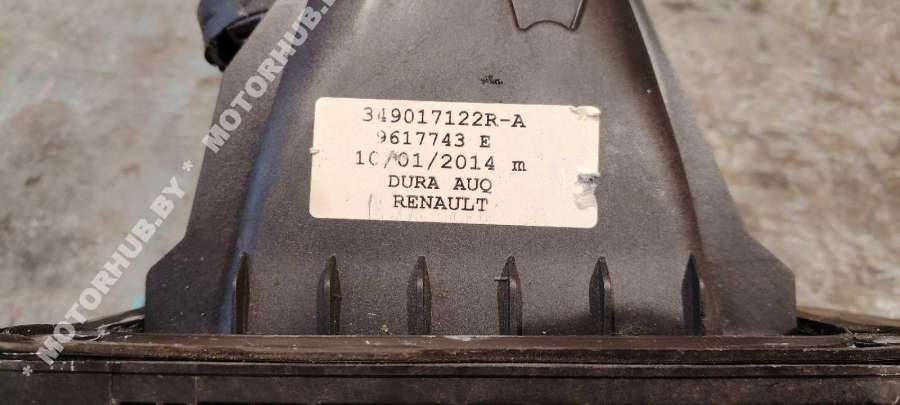 349017122R-A
9617743 E
10/01/2014 m
DURA AUQ
RENAULT
* MOTORHUB.BY * MOTORHUB.BY *